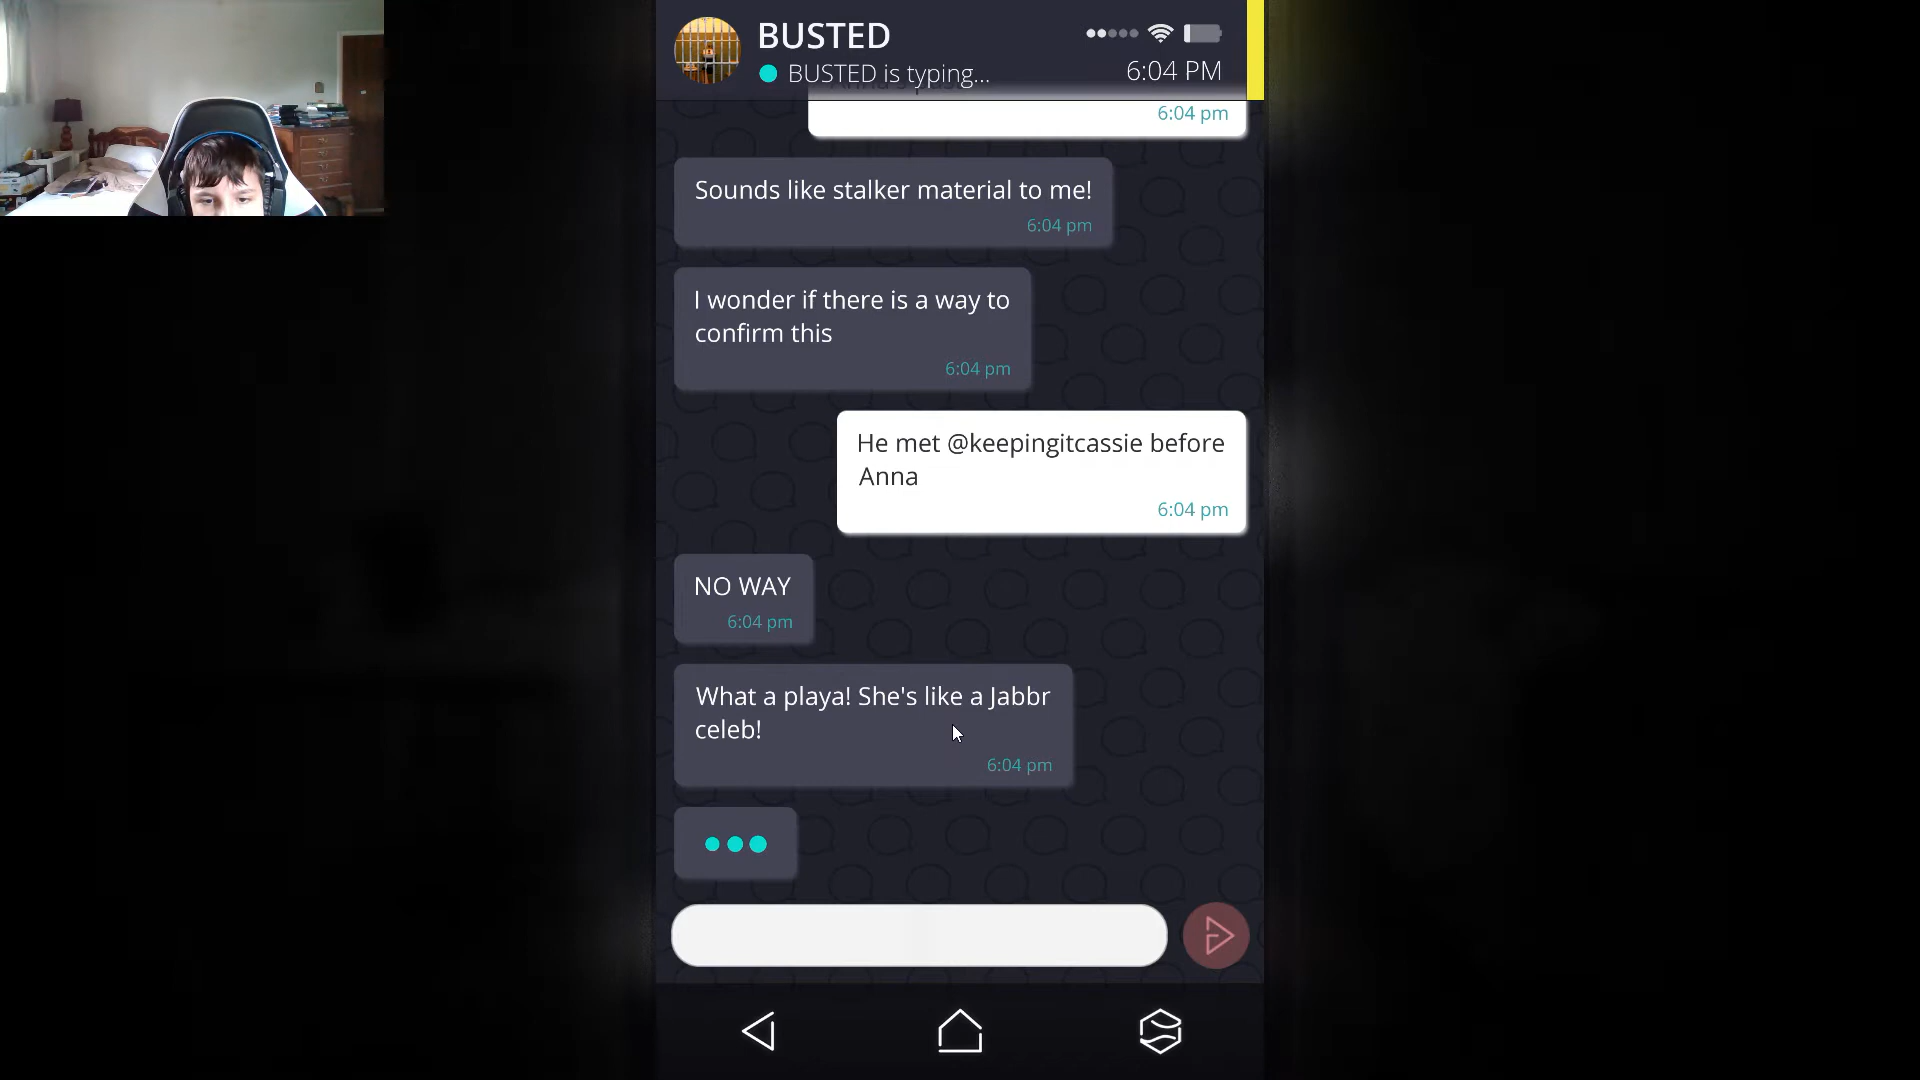 BUSTED
BUSTED is typing...
6:04 PM
6:04 pm
Sounds like stalker material to me!
6:04 pm
I wonder if there is a way to
confirm this
6:04 pm
He met @keepingitcassie before
Anna
6:04 pm
NO WAY
6:04 pm
What a playa! She's like a Jabbr
celeb!
6:04 pm